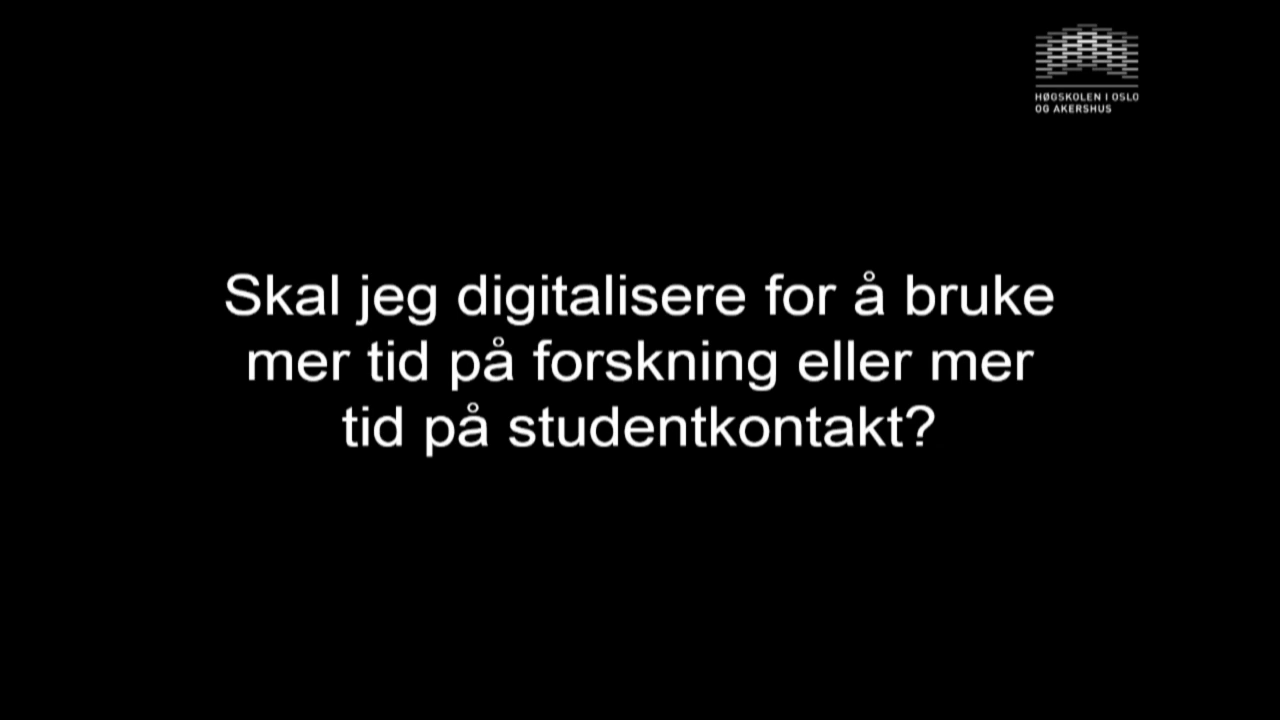 HØGSKOLEN I OSLO
OG AKERSHUS
Skal jeg digitalisere for å bruke
mer tid på forskning eller mer
tid på studentkontakt?